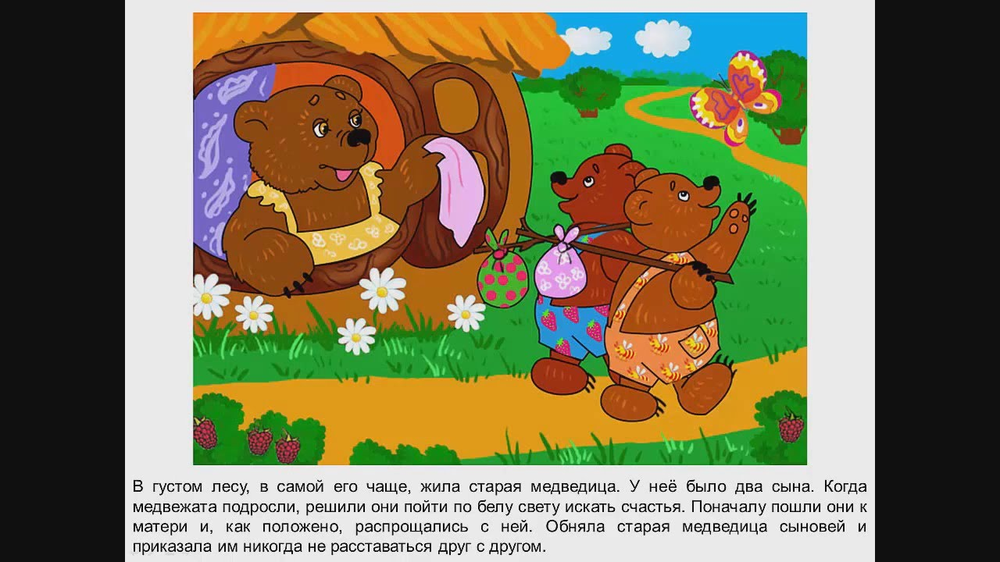 В густом лесу, в самой его чаще, жила старая медведица. У неё было два сына. Когда
медвежата подросли, решили они пойти по белу свету искать счастья. Поначалу пошли они к
матери и, как положено, распрощались с ней. Обняла старая медведица сыновей и
приказала им никогда не расставаться друг с другом.